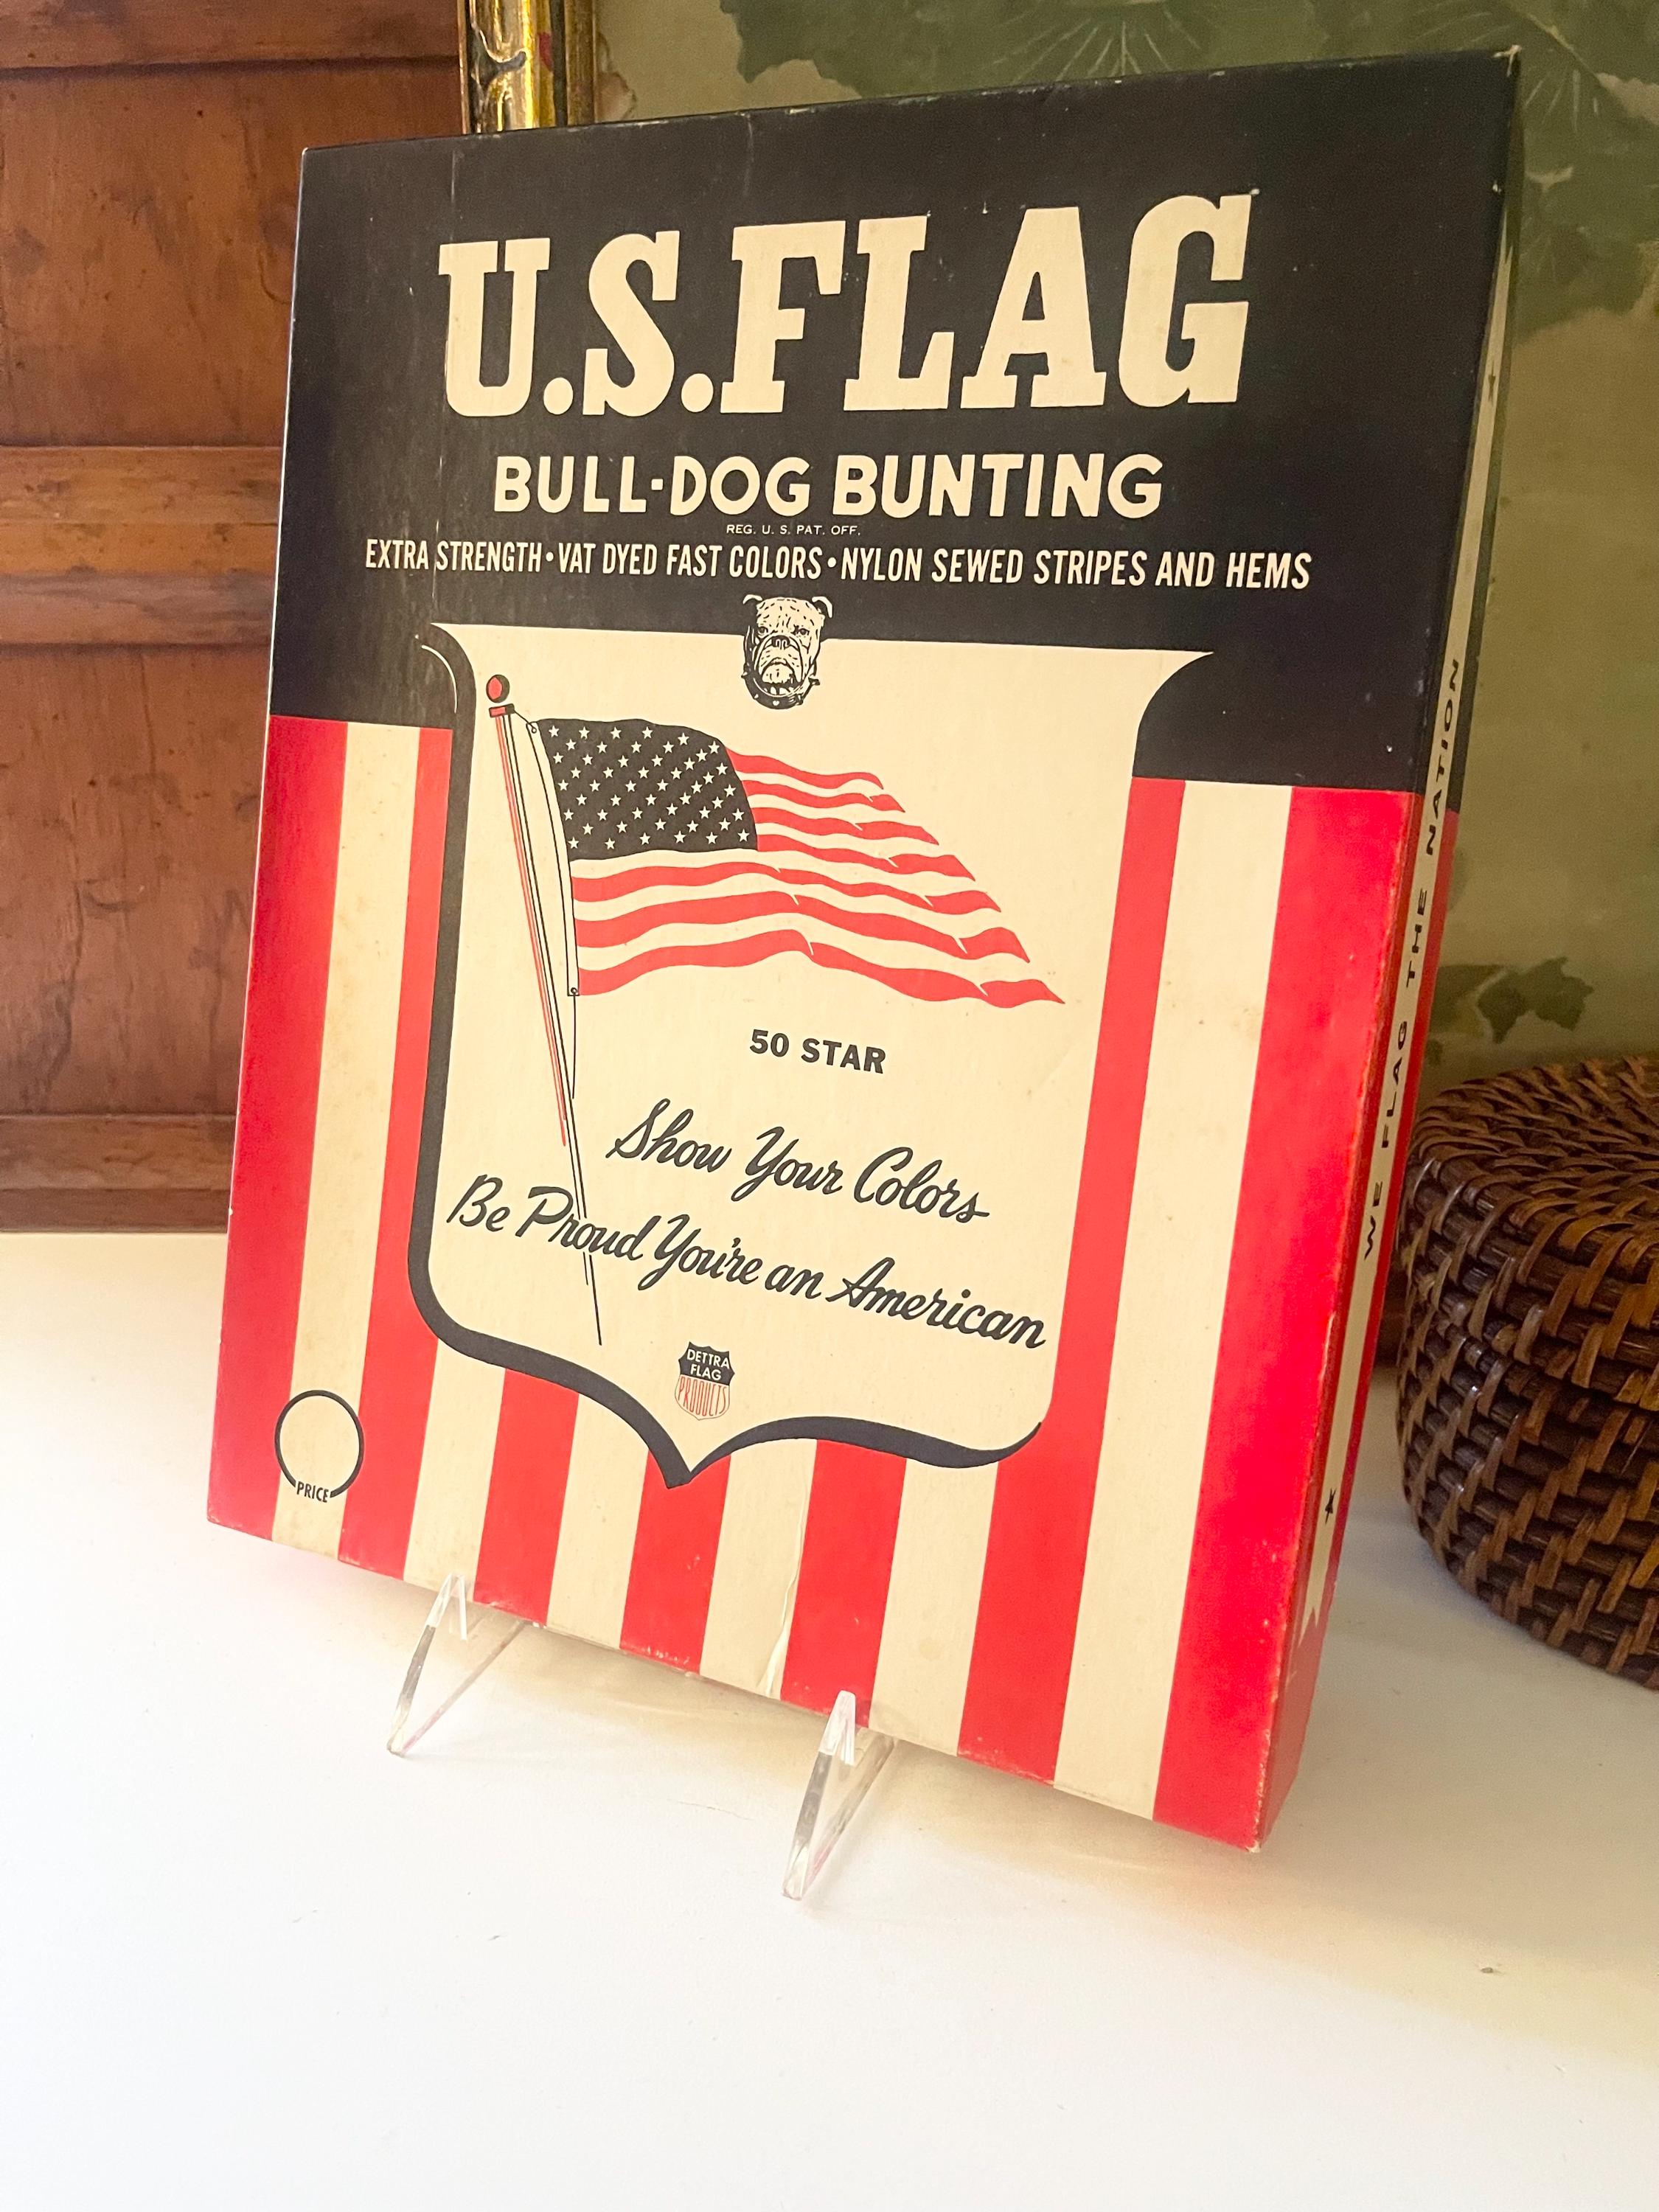 U.S.FLAG
BULL-DOG BUNTING
REG. U. S. PAT. OFF.
EXTRA STRENGTH•VAT DYED FAST COLORS•NYLON SEWED STRIPES AND HEMS
50 STAR
Show Your Colors
Be Proud You're an American
DETTRA
FLAG
PRODUCTS
PRICE
WE FLAG THE NATION